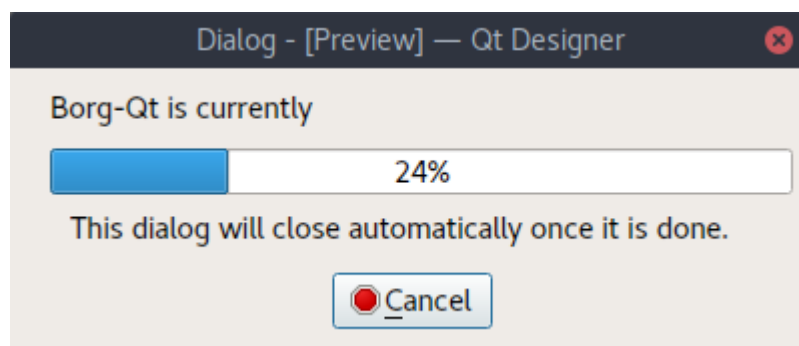 Dialog - [Preview] — Qt Designer
Borg-Qt is currently
24%
This dialog will close automatically once it is done.
Cancel